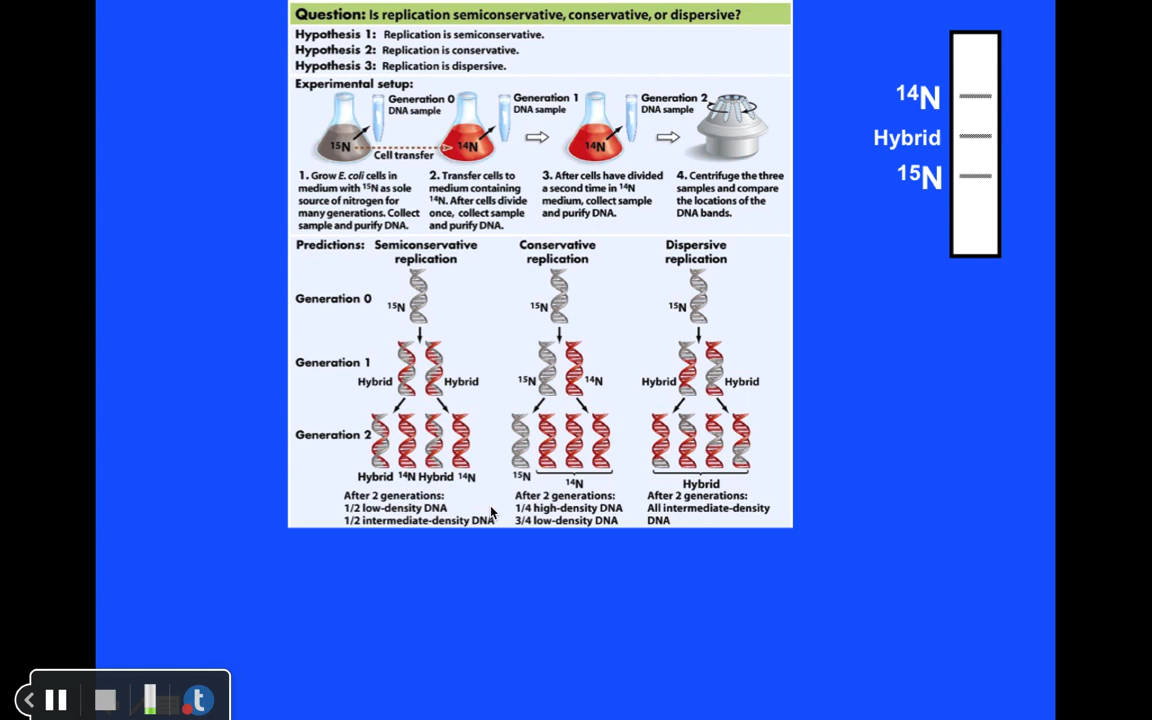 Question: Is replication semiconservative, conservative, or dispersive?
Hypothesis 1: Replication is semiconservative.
Hypothesis 2: Replication is conservative.
Hypothesis 3: Replication is dispersive.
Experimental setup:
Generation 0
DNA sample
Generation 1
DNA sample
Generation 2
DNA sample
15N
Cell transfer
14N
14N
1. Grow E. coli cells in
medium with 15N as sole
source of nitrogen for
many generations. Collect
sample and purify DNA.
2. Transfer cells to
medium containing
14N. After cells divide
once, collect sample
and purify DNA.
3. After cells have divided
a second time in 14N
medium, collect sample
and purify DNA.
4. Centrifuge the three
samples and compare
the locations of the
DNA bands.
Predictions:
Semiconservative
replication
Conservative
replication
Dispersive
replication
Generation 0
15N
15N
15N
Generation 1
Hybrid
Hybrid
15N
14N
Hybrid
Hybrid
Generation 2
Hybrid 14N Hybrid 14N
15N
14N
Hybrid
After 2 generations:
1/2 low-density DNA
1/2 intermediate-density DNA
After 2 generations:
1/4 high-density DNA
3/4 low-density DNA
After 2 generations:
All intermediate-density
DNA
14N
Hybrid
15N
t